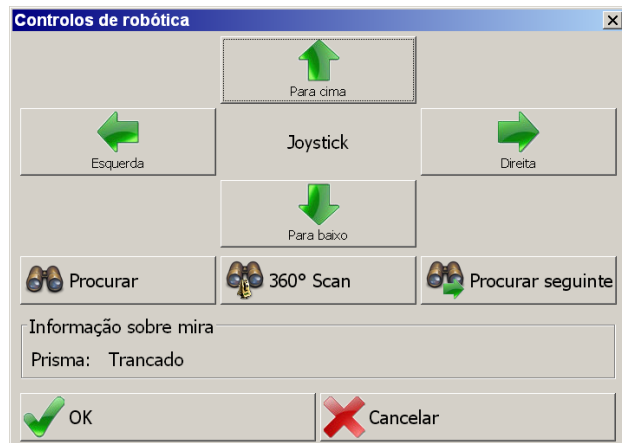 Controlos de robótica
Para cima
Esquerda
Joystick
Direita
Para baixo
Procurar
360° Scan
Procurar seguinte
Informação sobre mira
Prisma: Trancado
OK
Cancelar